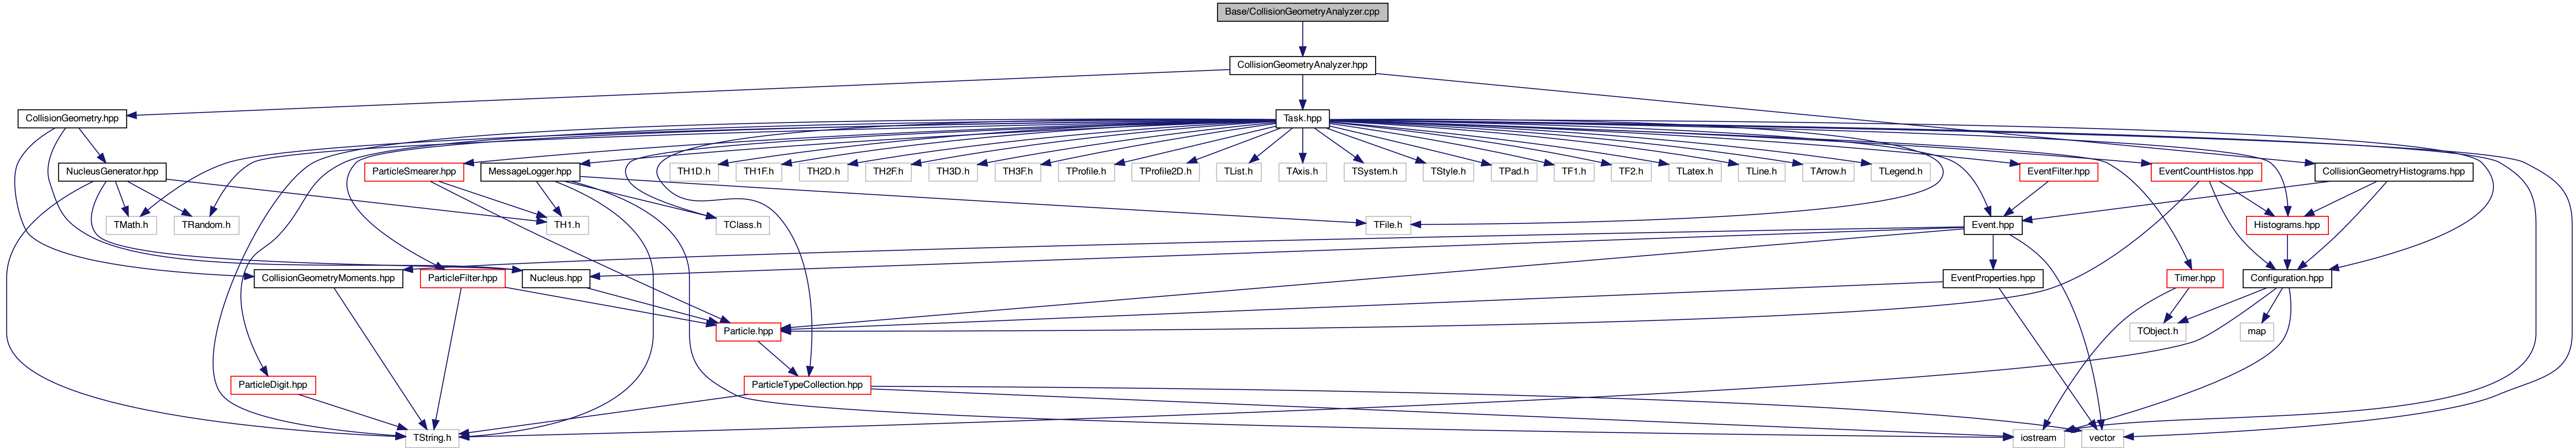 Base/CollisionGeometryAnalyzer.cpp
CollisionGeometryAnalyzer.hpp
CollisionGeometry.hpp
Task.hpp
NucleusGenerator.hpp
ParticleSmearer.hpp
MessageLogger.hpp
TH1D.h
TH1F.h
TH2D.h
TH2F.h
TH3D.h
TH3F.h
TProfile.h
TProfile2D.h
TList.h
TAxis.h
TSystem.h
TStyle.h
TPad.h
TF1.h
TF2.h
TLatex.h
TLine.h
TArrow.h
TLegend.h
EventFilter.hpp
EventCountHistos.hpp
CollisionGeometryHistograms.hpp
TMath.h
TRandom.h
TH1.h
TClass.h
TFile.h
Event.hpp
Histograms.hpp
CollisionGeometryMoments.hpp
ParticleFilter.hpp
Nucleus.hpp
EventProperties.hpp
Timer.hpp
Configuration.hpp
Particle.hpp
TObject.h
map
ParticleDigit.hpp
ParticleTypeCollection.hpp
TString.h
iostream
vector